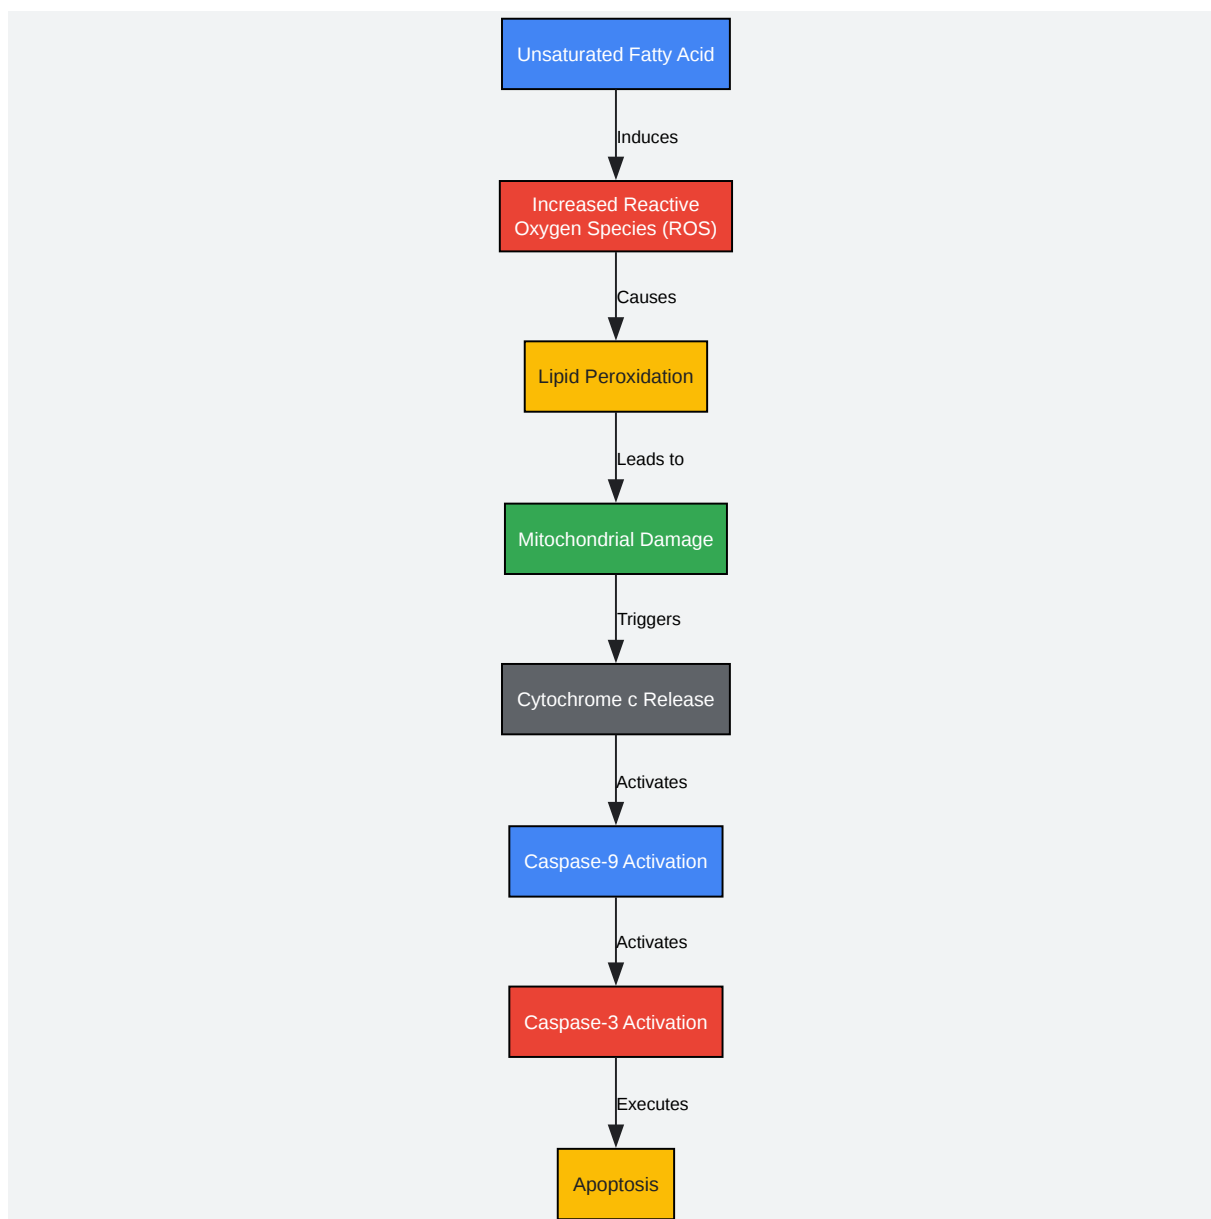 Unsaturated Fatty Acid
Induces
Increased Reactive
Oxygen Species (ROS)
Causes
Lipid Peroxidation
Leads to
Mitochondrial Damage
Triggers
Cytochrome c Release
Activates
Caspase-9 Activation
Activates
Caspase-3 Activation
Executes
Apoptosis